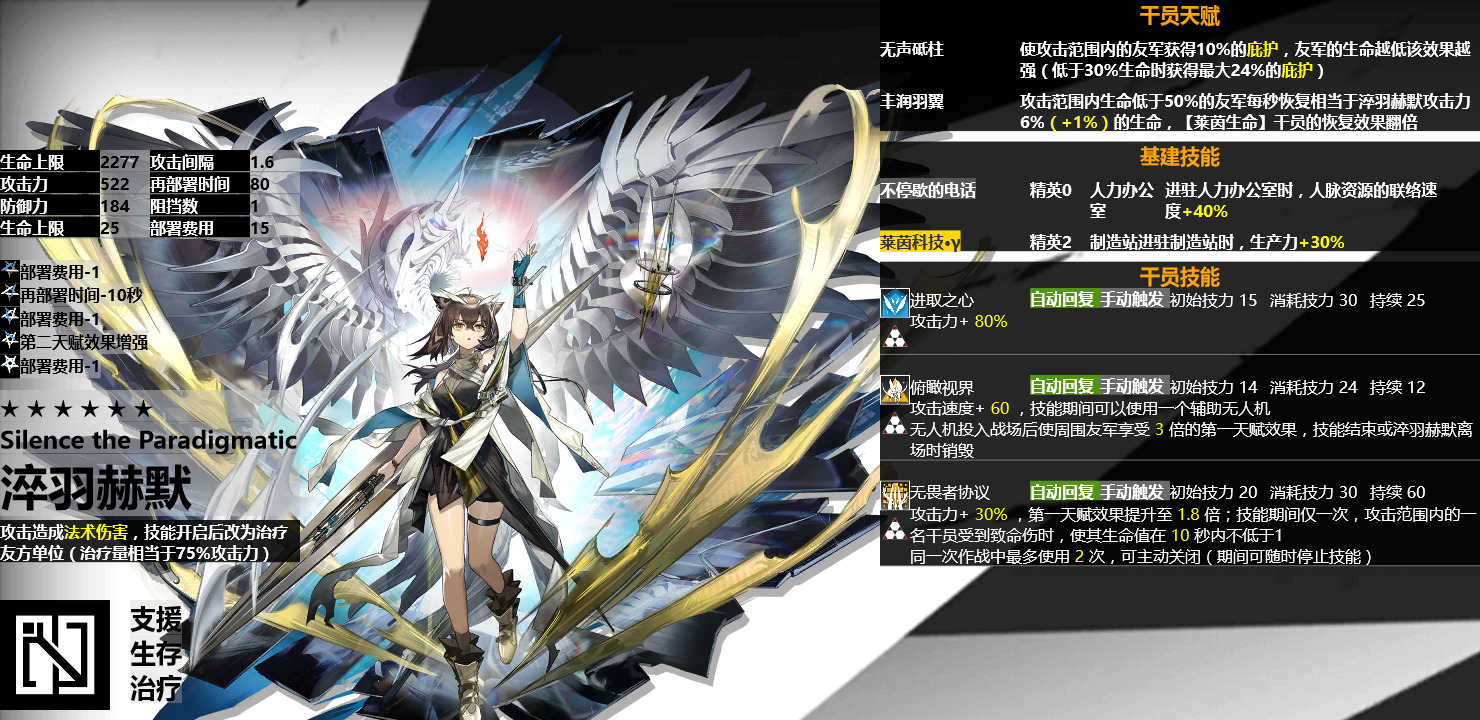 生命上限 2277 攻击间隔 1.6
攻击力 522 再部署时间 80
防御力 184 阻挡数 1
生命上限 25 部署费用 15
部署费用-1
再部署时间-10秒
部署费用-1
第二天赋效果增强
部署费用-1
★ ★ ★ ★ ★ ★
Silence the Paradigmatic
淬羽赫默
攻击造成法术伤害，技能开启后改为治疗
友方单位（治疗量相当于75%攻击力）
支援
生存
治疗
干员天赋
无声砥柱 使攻击范围内的友军获得10%的庇护，友军的生命越低该效果越
强（低于30%生命时获得最大24%的庇护）
丰润羽翼 攻击范围内生命低于50%的友军每秒恢复相当于淬羽赫默攻击力
6%（+1%）的生命，【莱茵生命】干员的恢复效果翻倍
基建技能
不停歇的电话 精英0 人力办公 进驻人力办公室时，人脉资源的联络速
室 度+40%
莱茵科技·γ 精英2 制造站进驻制造站时，生产力+30%
干员技能
进取之心 自动回复 手动触发 初始技力 15 消耗技力 30 持续 25
攻击力+ 80%
俯瞰视界 自动回复 手动触发 初始技力 14 消耗技力 24 持续 12
攻击速度+ 60 ，技能期间可以使用一个辅助无人机
无人机投入战场后使周围友军享受 3 倍的第一天赋效果，技能结束或淬羽赫默离
场时销毁
无畏者协议 自动回复 手动触发 初始技力 20 消耗技力 30 持续 60
攻击力+ 30% ，第一天赋效果提升至 1.8 倍；技能期间仅一次，攻击范围内的一
名干员受到致命伤时，使其生命值在 10 秒内不低于1
同一次作战中最多使用 2 次，可主动关闭（期间可随时停止技能）